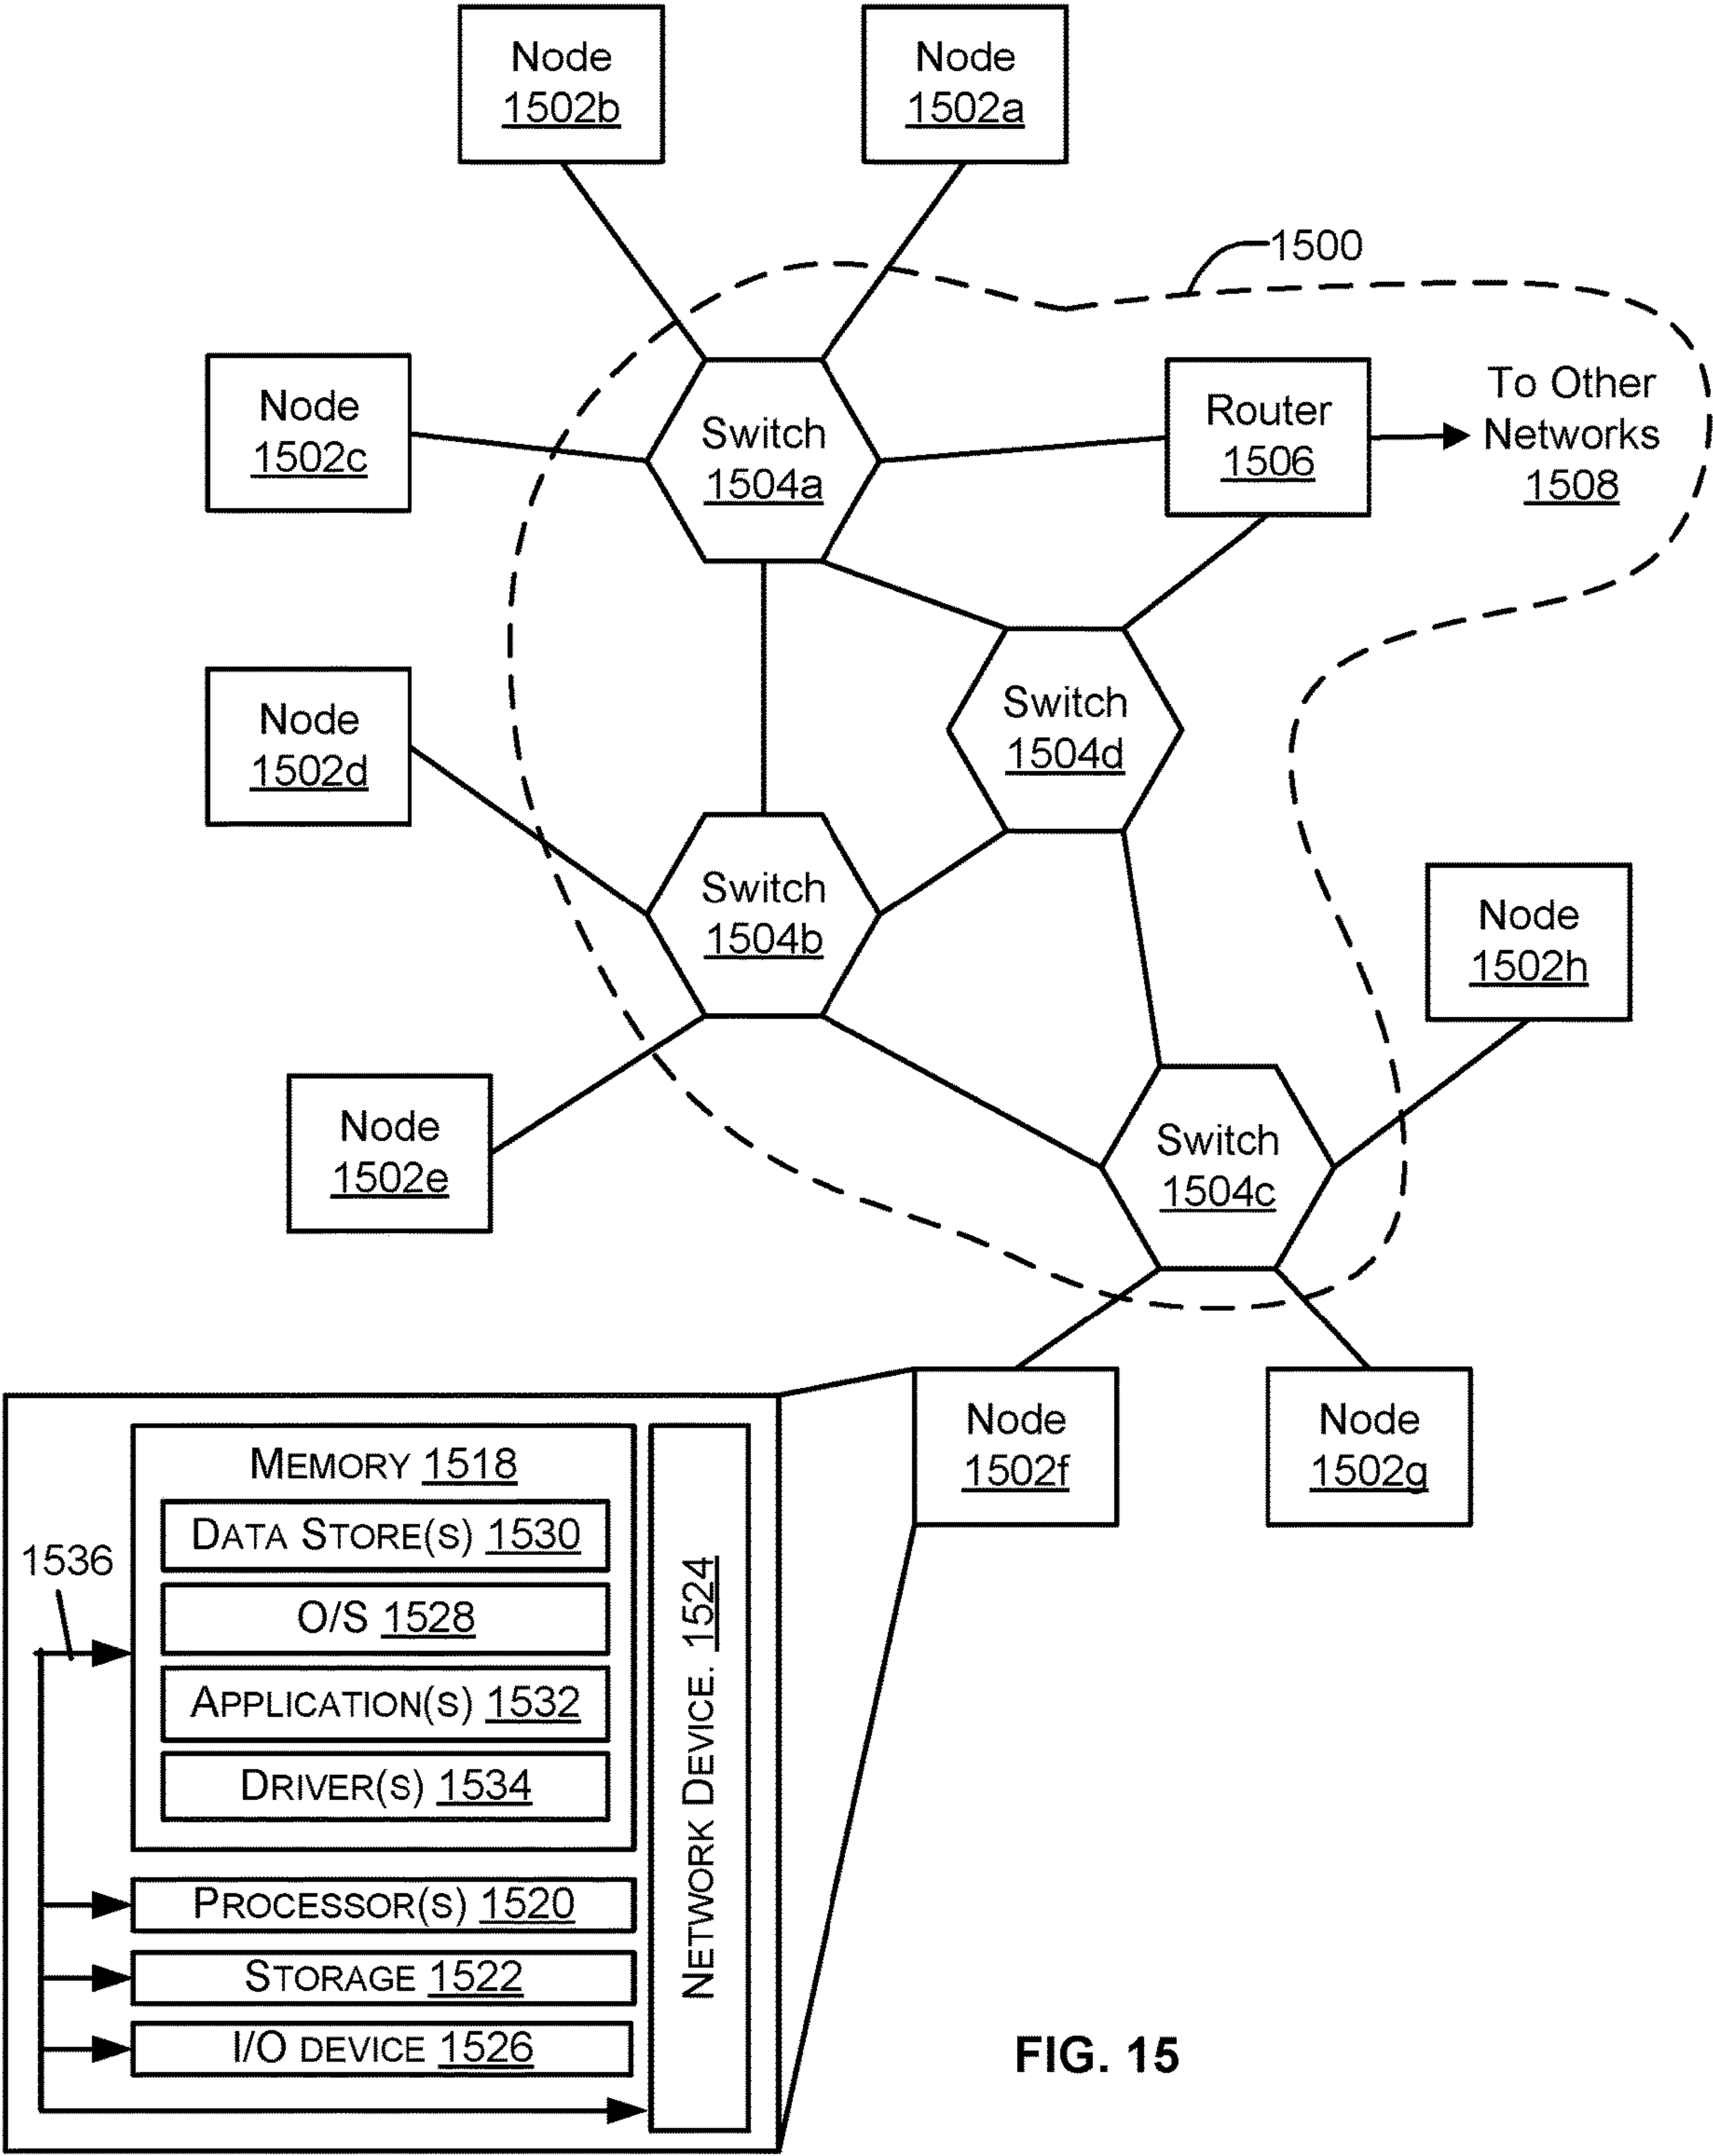 Node
1502b
Node
1502a
1500
Node
1502c
Switch
1504a
Router
1506
To Other
Networks
1508
Node
1502d
Switch
1504d
Switch
1504b
Node
1502h
Node
1502e
Switch
1504c
Node
1502f
Node
1502g
MEMORY 1518
DATA STORE(S) 1530
1536
O/S 1528
APPLICATION(S) 1532
DRIVER(S) 1534
NETWORK DEVICE. 1524
PROCESSOR(S) 1520
STORAGE 1522
I/O DEVICE 1526
FIG. 15